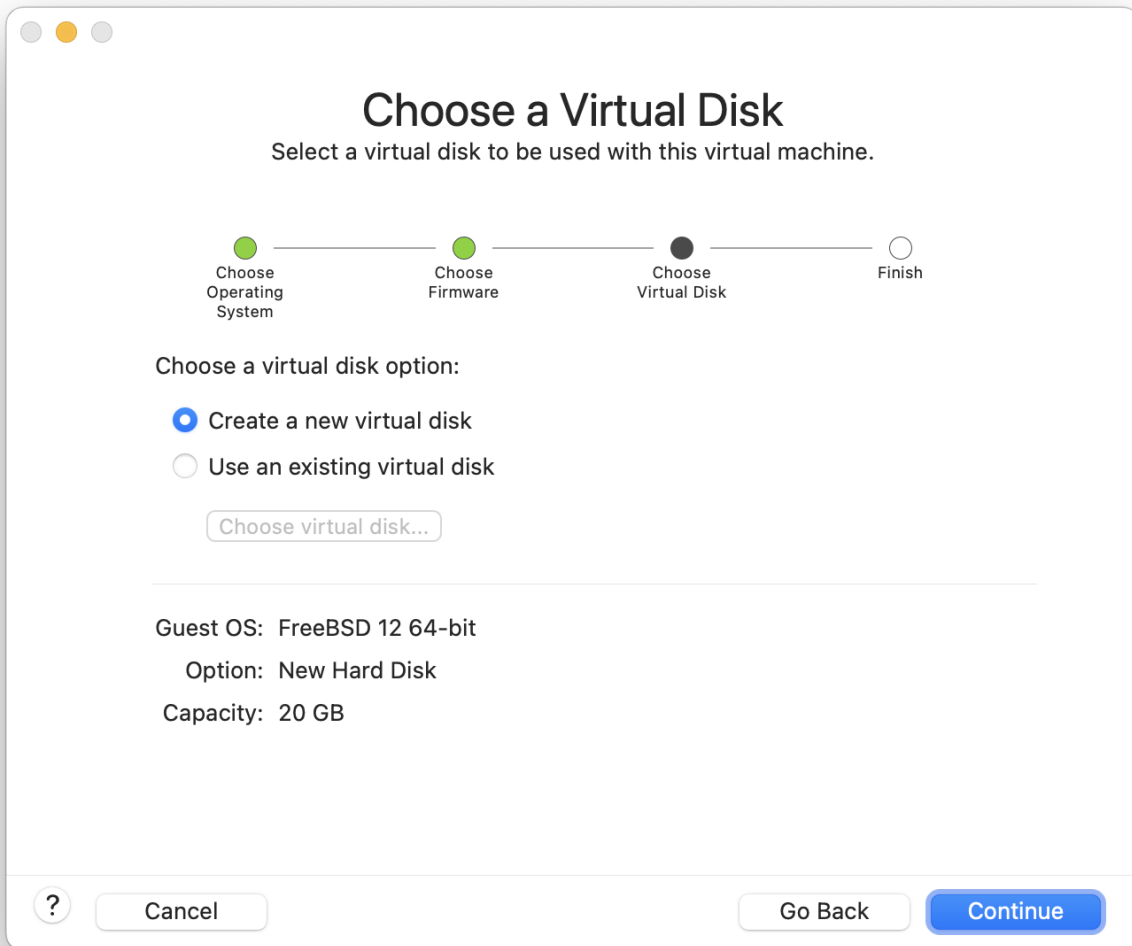 Choose a Virtual Disk
Select a virtual disk to be used with this virtual machine.
Choose
Operating
System
Choose
Firmware
Choose
Virtual Disk
Finish
Choose a virtual disk option:
Create a new virtual disk
Use an existing virtual disk
Choose virtual disk...
Guest OS: FreeBSD 12 64-bit
Option: New Hard Disk
Capacity: 20 GB
? Cancel Go Back Continue